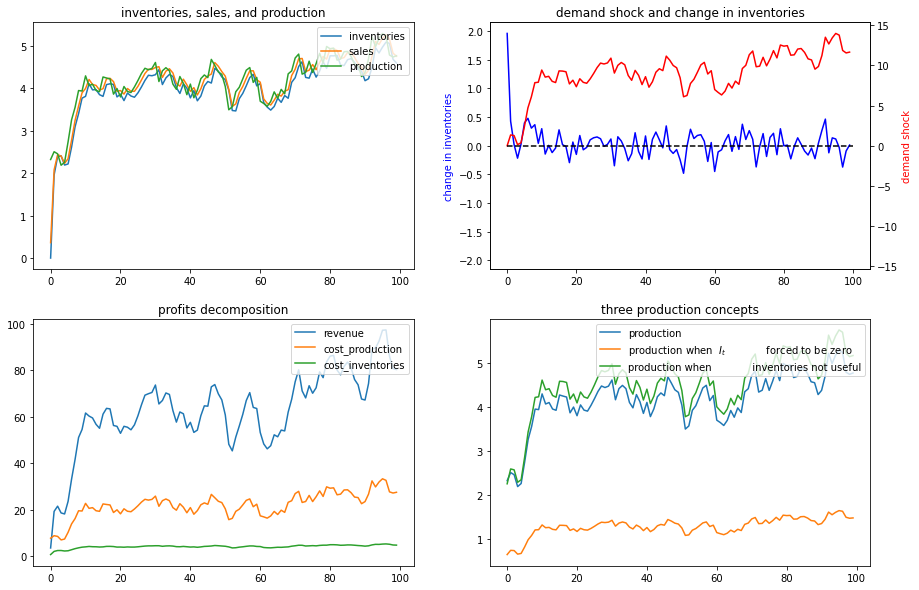 inventories, sales, and production
inventories
sales
production
5
4
3
2
1
0
0 20 40 60 80 100
demand shock and change in inventories
change in inventories
2.0
1.5
1.0
0.5
0.0
−0.5
−1.0
−1.5
−2.0
15
10
5
0
−5
−10
−15
demand shock
0 20 40 60 80 100
profits decomposition
revenue
cost_production
cost_inventories
100
80
60
40
20
0
0 20 40 60 80 100
three production concepts
production
production when I_t forced to be zero
production when inventories not useful
5
4
3
2
1
0 20 40 60 80 100